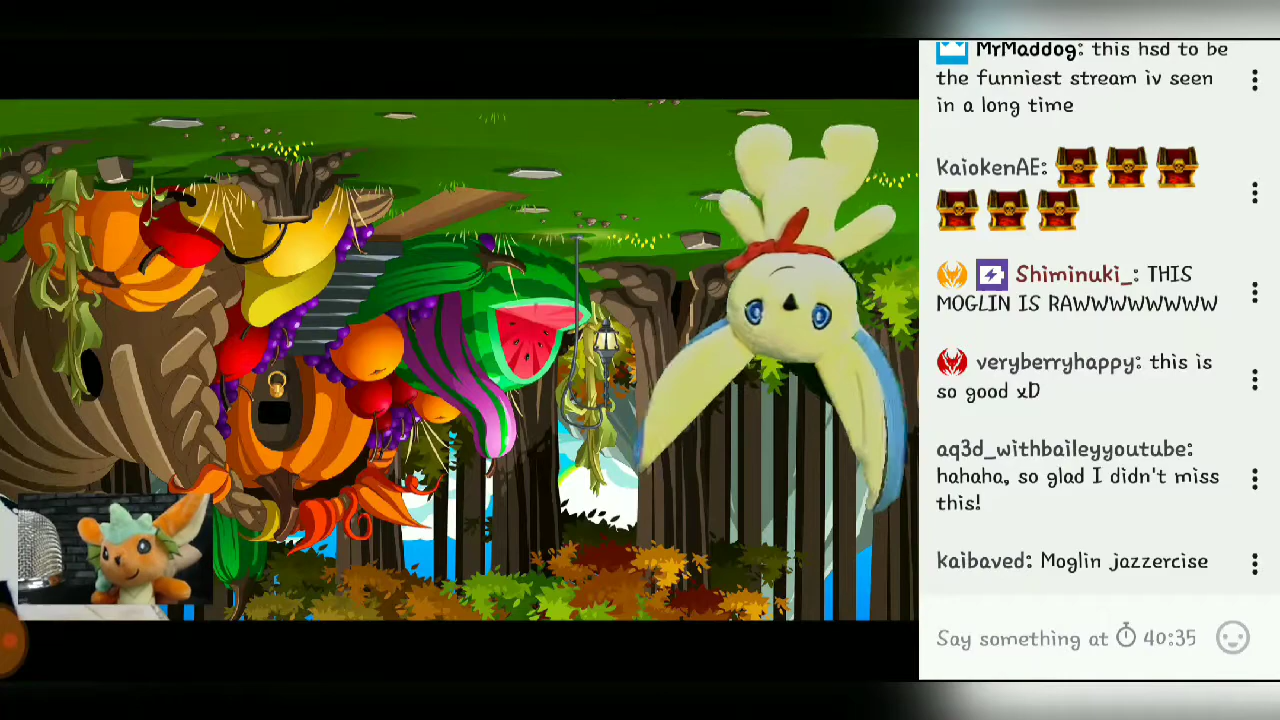 MrMaddog: this hsd to be
the funniest stream iv seen
in a long time
KaiokenAE:
Shiminuki_: THIS
MOGLIN IS RAWWWWWWWW
veryberryhappy: this is
so good xD
aq3d_withbaileyyoutube:
hahaha, so glad I didn't miss
this!
kaibaved: Moglin jazzercise
Say something at 40:35